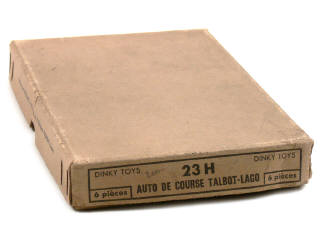 DINKY TOYS 23 H DINKY TOYS
6 pièces AUTO DE COURSE TALBOT-LAGO 6 pièces